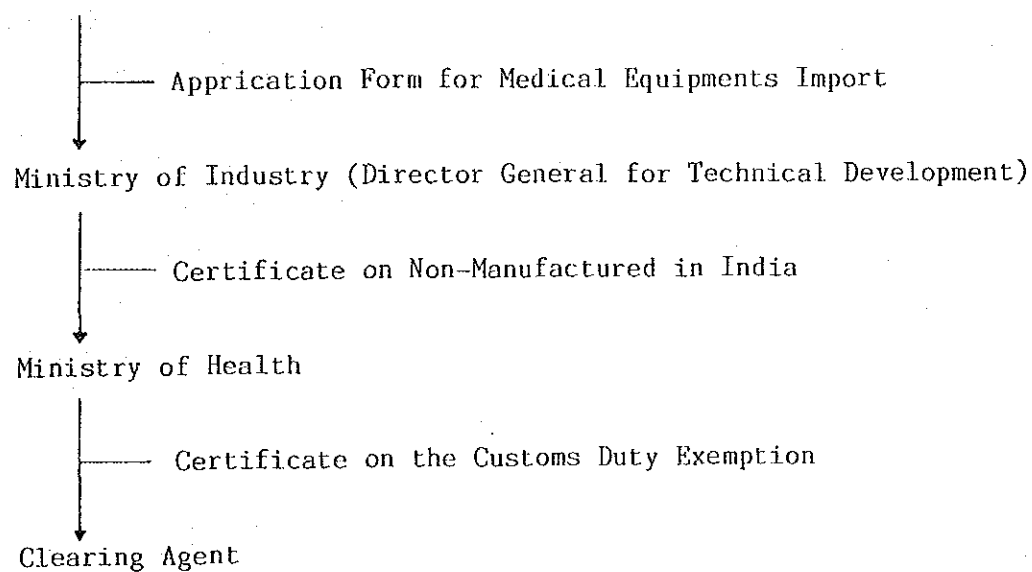 Apprication Form for Medical Equipments Import
Ministry of Industry (Director General for Technical Development)
Certificate on Non-Manufactured in India
Ministry of Health
Certificate on the Customs Duty Exemption
Clearing Agent